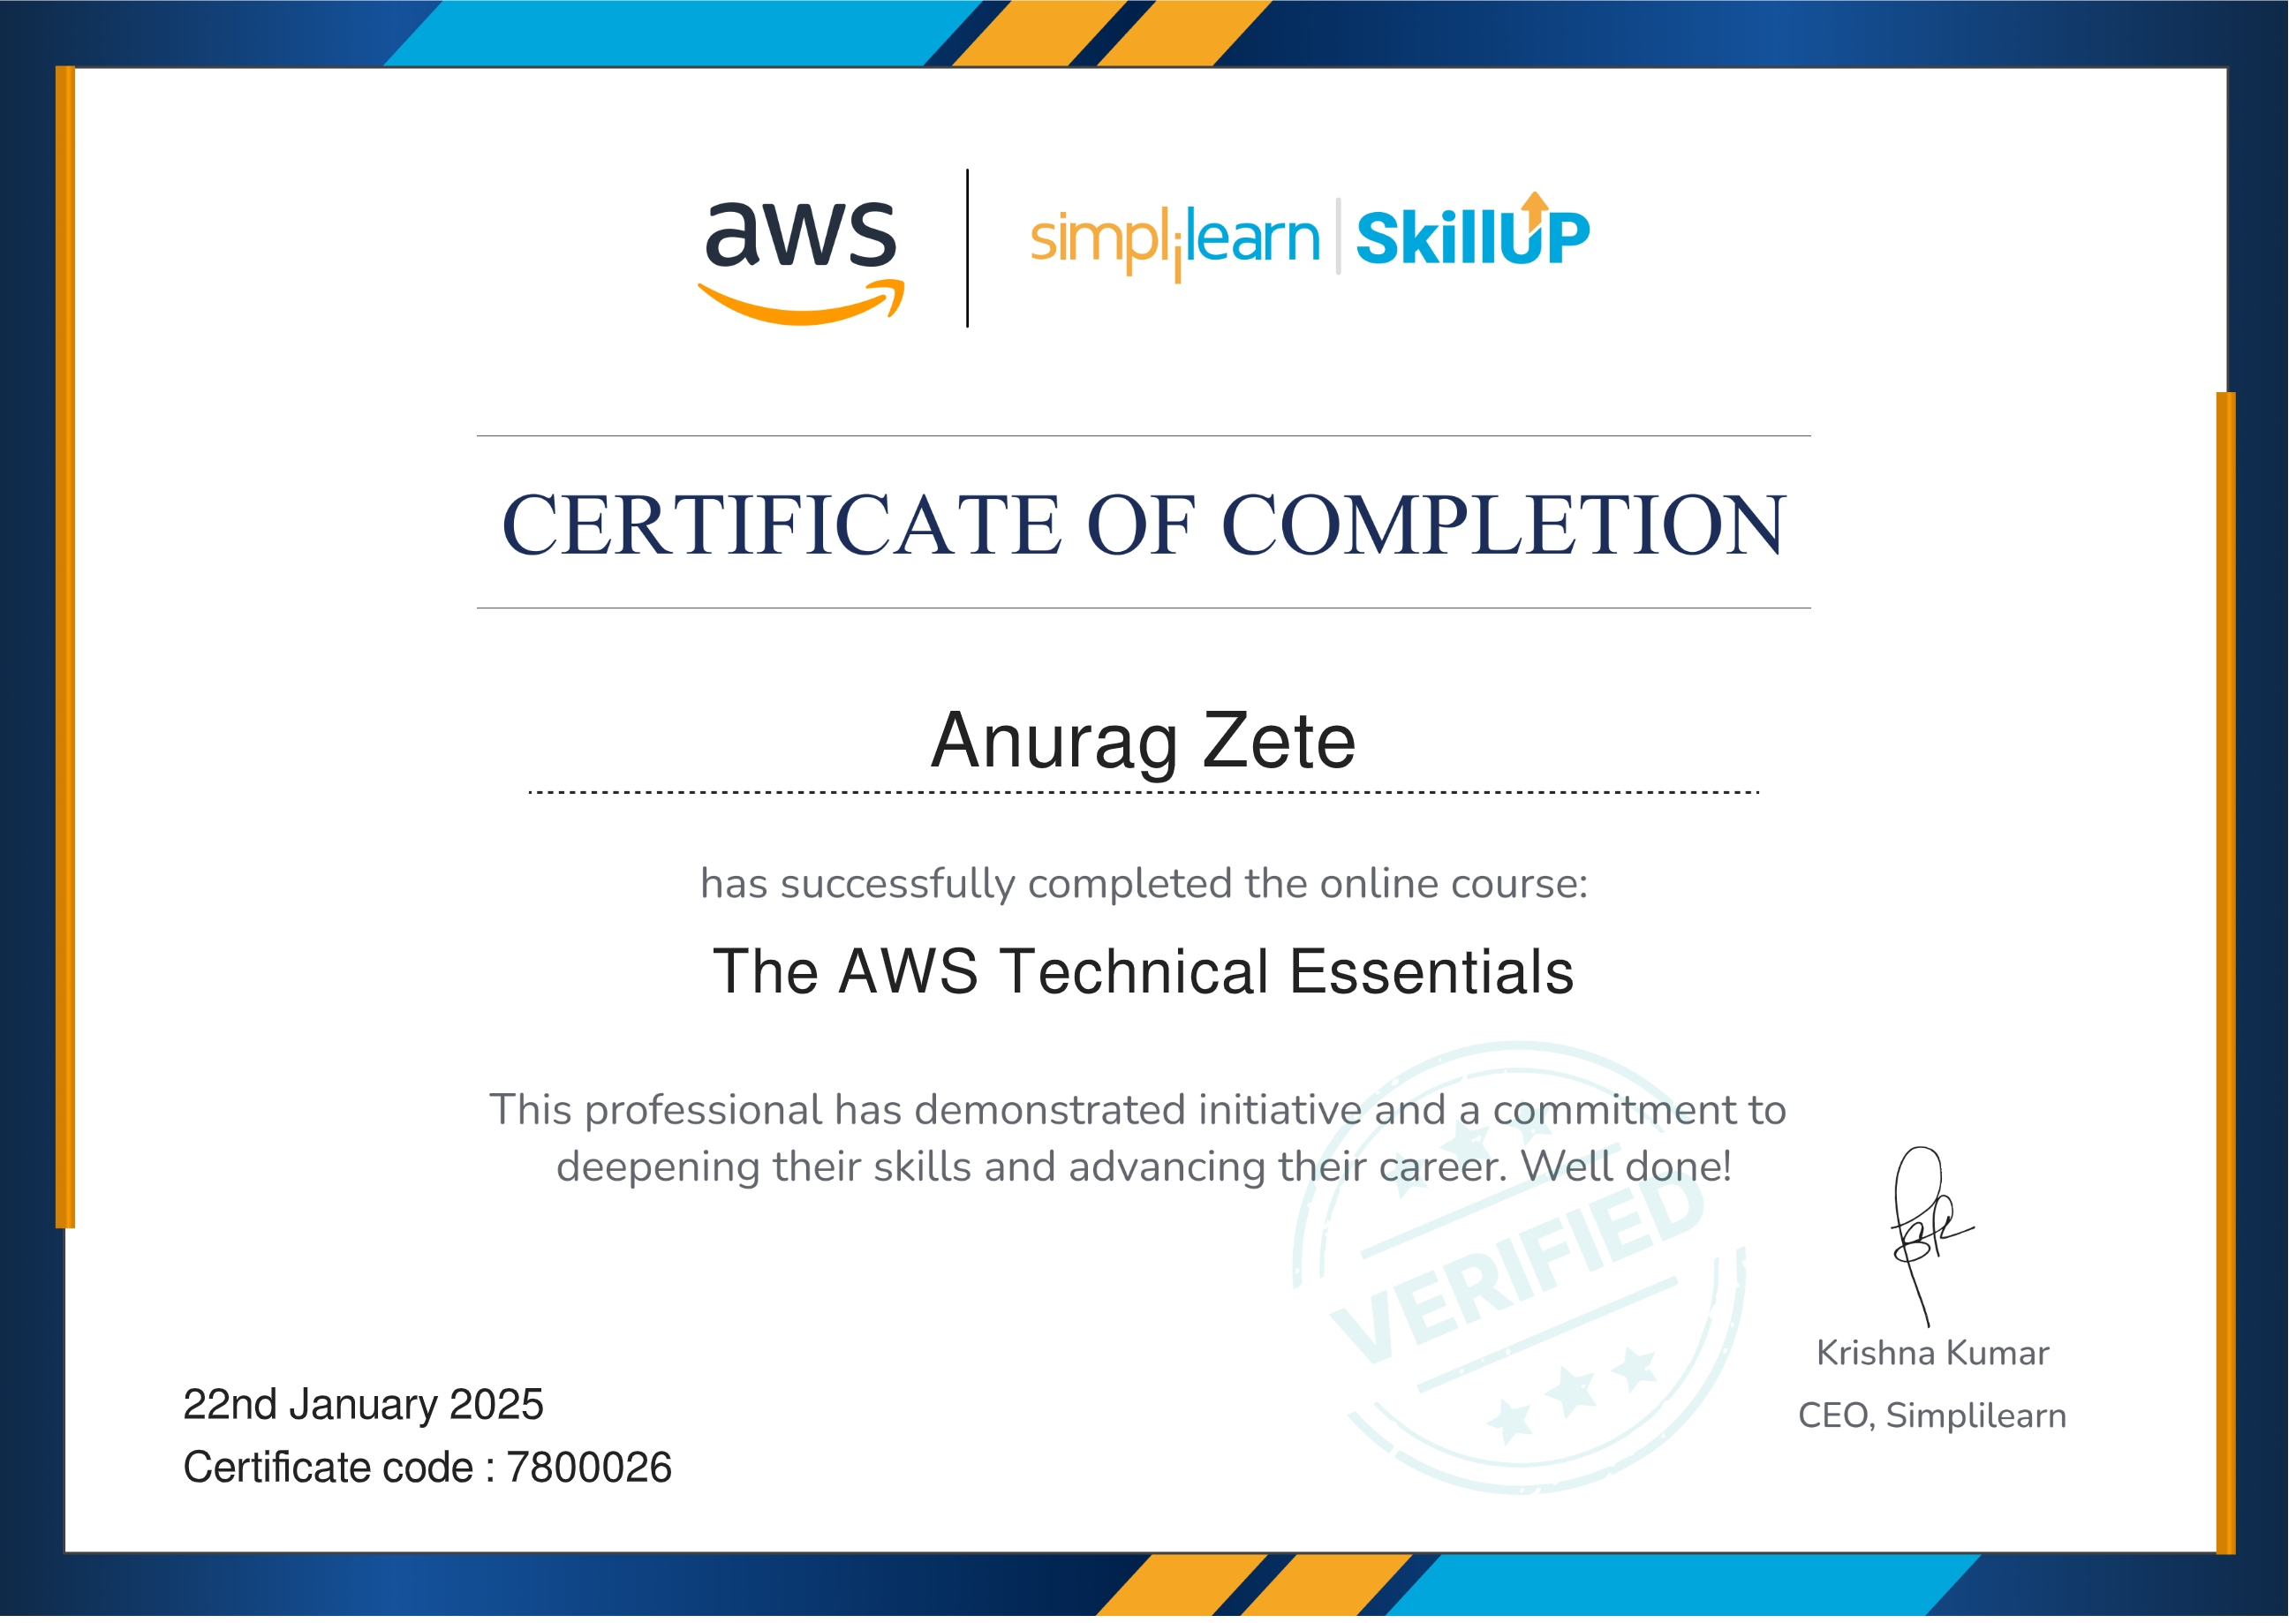 aws
simplilearn | SkillUP
CERTIFICATE OF COMPLETION
Anurag Zete
has successfully completed the online course:
The AWS Technical Essentials
This professional has demonstrated initiative and a commitment to
deepening their skills and advancing their career. Well done!
VERIFIED
Krishna Kumar
CEO, Simplilearn
22nd January 2025
Certificate code : 7800026